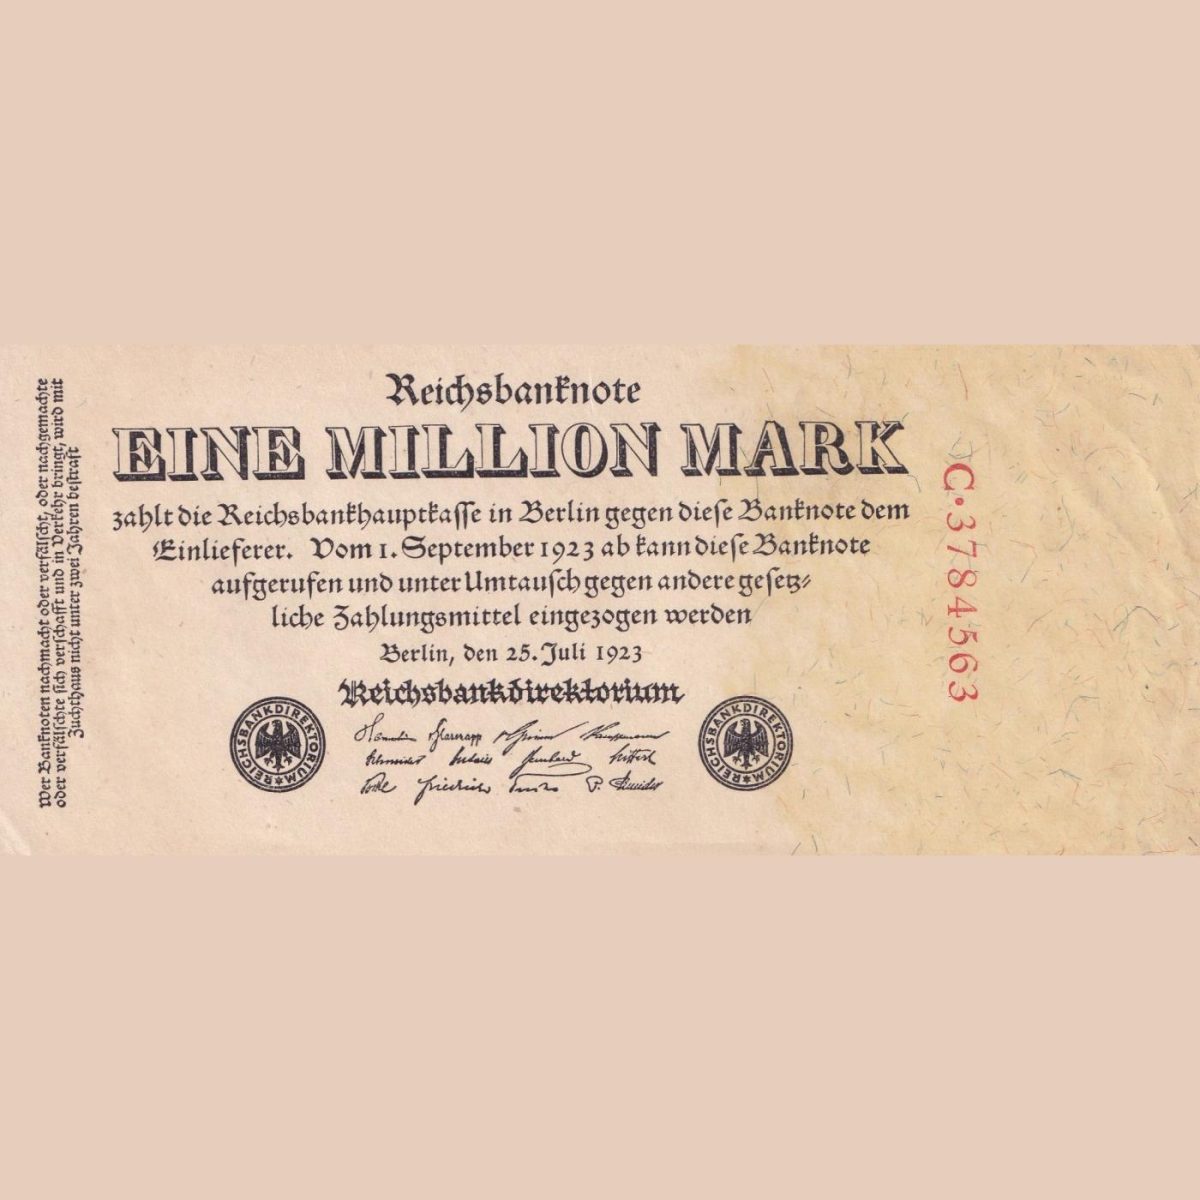 Reichsbanknote
EINE MILLION MARK
zahlt die Reichsbankhauptkasse in Berlin gegen diese Banknote dem
Einlieferer. Vom 1. September 1923 ab kann diese Banknote
aufgerufen und unter Umtausch gegen andere gesetz-
liche Zahlungsmittel eingezogen werden
Berlin, den 25. Juli 1923
Reichsbankdirektorium
REICHSBANKDIREKTORIUM
REICHSBANKDIREKTORIUM
Wer Banknoten nachmacht oder verfälscht, oder nachgemachte
oder verfälschte sich verschafft und in Verkehr bringt, wird mit
Zuchthaus nicht unter zwei Jahren bestraft
C·3784563